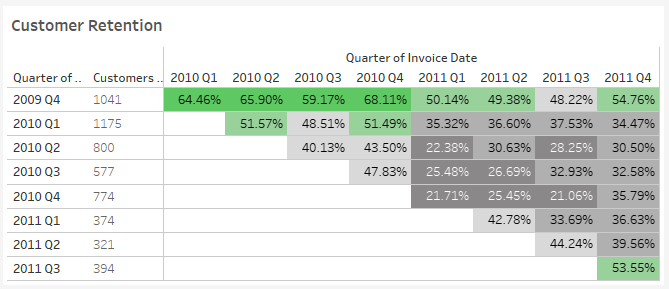 Customer Retention
Quarter of Invoice Date
Quarter of .. Customers .. 2010 Q1 2010 Q2 2010 Q3 2010 Q4 2011 Q1 2011 Q2 2011 Q3 2011 Q4
2009 Q4 1041 64.46% 65.90% 59.17% 68.11% 50.14% 49.38% 48.22% 54.76%
2010 Q1 1175 51.57% 48.51% 51.49% 35.32% 36.60% 37.53% 34.47%
2010 Q2 800 40.13% 43.50% 22.38% 30.63% 28.25% 30.50%
2010 Q3 577 47.83% 25.48% 26.69% 32.93% 32.58%
2010 Q4 774 21.71% 25.45% 21.06% 35.79%
2011 Q1 374 42.78% 33.69% 36.63%
2011 Q2 321 44.24% 39.56%
2011 Q3 394 53.55%